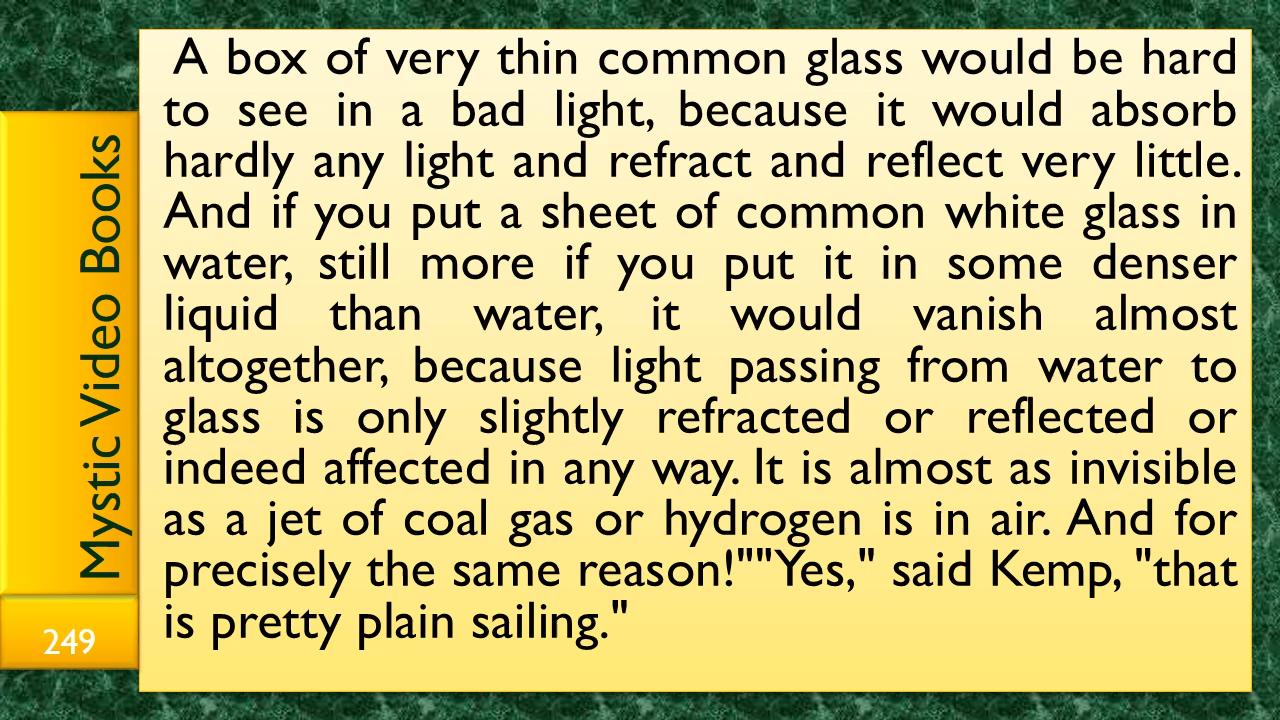 A box of very thin common glass would be hard
to see in a bad light, because it would absorb
hardly any light and refract and reflect very little.
And if you put a sheet of common white glass in
water, still more if you put it in some denser
liquid than water, it would vanish almost
altogether, because light passing from water to
glass is only slightly refracted or reflected or
indeed affected in any way. It is almost as invisible
as a jet of coal gas or hydrogen is in air. And for
precisely the same reason!""Yes," said Kemp, "that
is pretty plain sailing."
Mystic Video Books
249